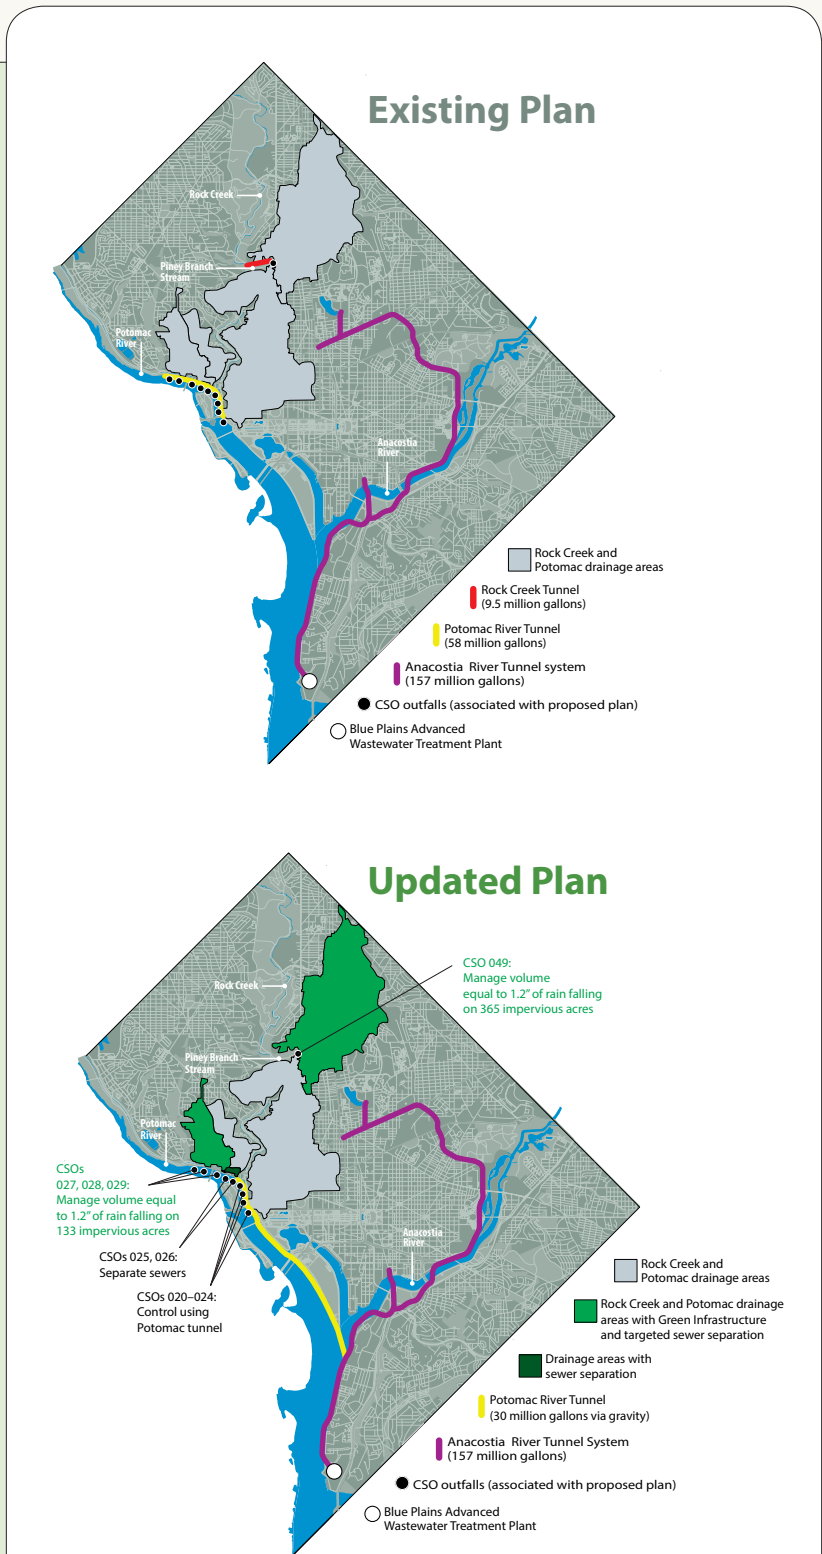 Existing Plan
Rock Creek
Piney Branch
Stream
Potomac
River
Anacostia
River
Rock Creek and
Potomac drainage areas
Rock Creek Tunnel
(9.5 million gallons)
Potomac River Tunnel
(58 million gallons)
Anacostia River Tunnel system
(157 million gallons)
CSO outfalls (associated with proposed plan)
Blue Plains Advanced
Wastewater Treatment Plant
Updated Plan
CSO 049:
Manage volume
equal to 1.2" of rain falling
on 365 impervious acres
Rock Creek
Piney Branch
Stream
Potomac
River
CSOs
027, 028, 029:
Manage volume equal
to 1.2" of rain falling on
133 impervious acres
CSOs 025, 026:
Separate sewers
CSOs 020–024:
Control using
Potomac tunnel
Anacostia
River
Rock Creek and
Potomac drainage areas
Rock Creek and Potomac drainage
areas with Green Infrastructure
and targeted sewer separation
Drainage areas with
sewer separation
Potomac River Tunnel
(30 million gallons via gravity)
Anacostia River Tunnel System
(157 million gallons)
CSO outfalls (associated with proposed plan)
Blue Plains Advanced
Wastewater Treatment Plant